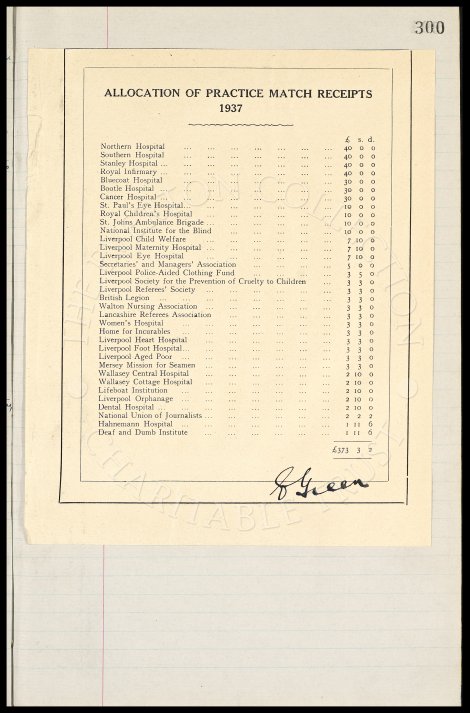 300
ALLOCATION OF PRACTICE MATCH RECEIPTS
1937
£ s. d.
Northern Hospital ... ... ... ... ... ... ... 40 0 0
Southern Hospital ... ... ... ... ... ... ... 40 0 0
Stanley Hospital ... ... ... ... ... ... ... ... 40 0 0
Royal Infirmary ... ... ... ... ... ... ... ... 40 0 0
Bluecoat Hospital ... ... ... ... ... ... ... 30 0 0
Bootle Hospital ... ... ... ... ... ... ... ... 30 0 0
Cancer Hospital ... ... ... ... ... ... ... ... 30 0 0
St. Paul's Eye Hospital... ... ... ... ... ... ... 10 0 0
Royal Children's Hospital ... ... ... ... ... ... 10 0 0
St. Johns Ambulance Brigade ... ... ... ... ... ... 10 0 0
National Institute for the Blind ... ... ... ... ... 10 0 0
Liverpool Child Welfare ... ... ... ... ... ... 7 10 0
Liverpool Maternity Hospital ... ... ... ... ... ... 7 10 0
Liverpool Eye Hospital ... ... ... ... ... ... 7 10 0
Secretaries' and Managers' Association ... ... ... ... 5 0 0
Liverpool Police-Aided Clothing Fund ... ... ... ... 3 5 0
Liverpool Society for the Prevention of Cruelty to Children ... 3 3 0
Liverpool Referees' Society ... ... ... ... ... ... 3 3 0
British Legion ... ... ... ... ... ... ... ... 3 3 0
Walton Nursing Association ... ... ... ... ... ... 3 3 0
Lancashire Referees Association ... ... ... ... ... 3 3 0
Women's Hospital ... ... ... ... ... ... ... 3 3 0
Home for Incurables ... ... ... ... ... ... ... 3 3 0
Liverpool Heart Hospital ... ... ... ... ... ... 3 3 0
Liverpool Foot Hospital... ... ... ... ... ... ... 3 3 0
Liverpool Aged Poor ... ... ... ... ... ... ... 3 3 0
Mersey Mission for Seamen ... ... ... ... ... ... 3 3 0
Wallasey Central Hospital ... ... ... ... ... ... 2 10 0
Wallasey Cottage Hospital ... ... ... ... ... ... 2 10 0
Lifeboat Institution ... ... ... ... ... ... ... 2 10 0
Liverpool Orphanage ... ... ... ... ... ... ... 2 10 0
Dental Hospital ... ... ... ... ... ... ... ... 2 10 0
National Union of Journalists ... ... ... ... ... ... 2 2 2
Hahnemann Hospital ... ... ... ... ... ... ... 1 11 6
Deaf and Dumb Institute ... ... ... ... ... ... 1 11 6
£373 3 2
Green
CHARITABLE TRUST